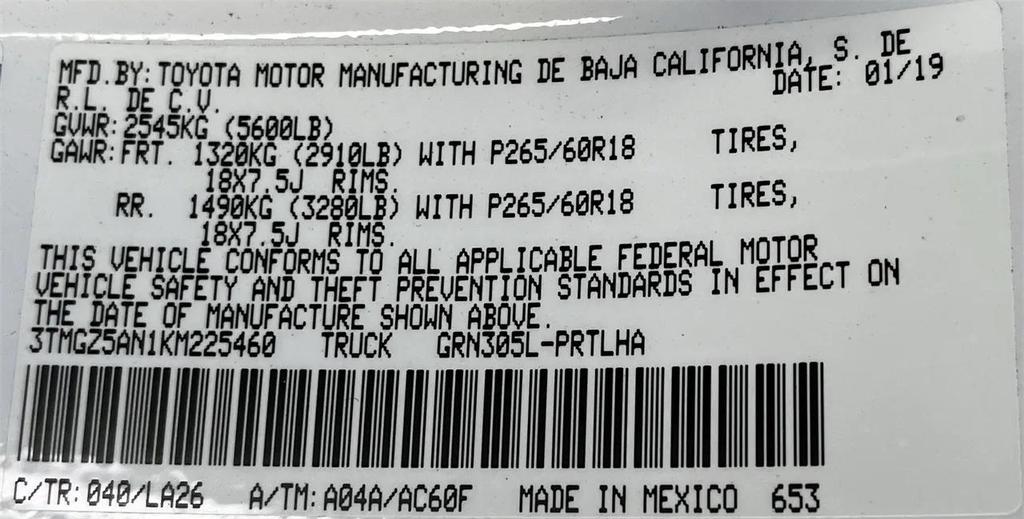 MFD.BY:TOYOTA MOTOR MANUFACTURING DE BAJA CALIFORNIA, S. DE
R.L. DE C.V. DATE: 01/19
GVWR:2545KG (5600LB)
GAWR:FRT. 1320KG (2910LB) WITH P265/60R18 TIRES,
18X7.5J RIMS.
RR. 1490KG (3280LB) WITH P265/60R18 TIRES,
18X7.5J RIMS.
THIS VEHICLE CONFORMS TO ALL APPLICABLE FEDERAL MOTOR
VEHICLE SAFETY AND THEFT PREVENTION STANDARDS IN EFFECT ON
THE DATE OF MANUFACTURE SHOWN ABOVE.
3TMGZ5AN1KM225460 TRUCK GRN305L-PRTLHA
C/TR:040/LA26 A/TM:A04A/AC60F MADE IN MEXICO 653